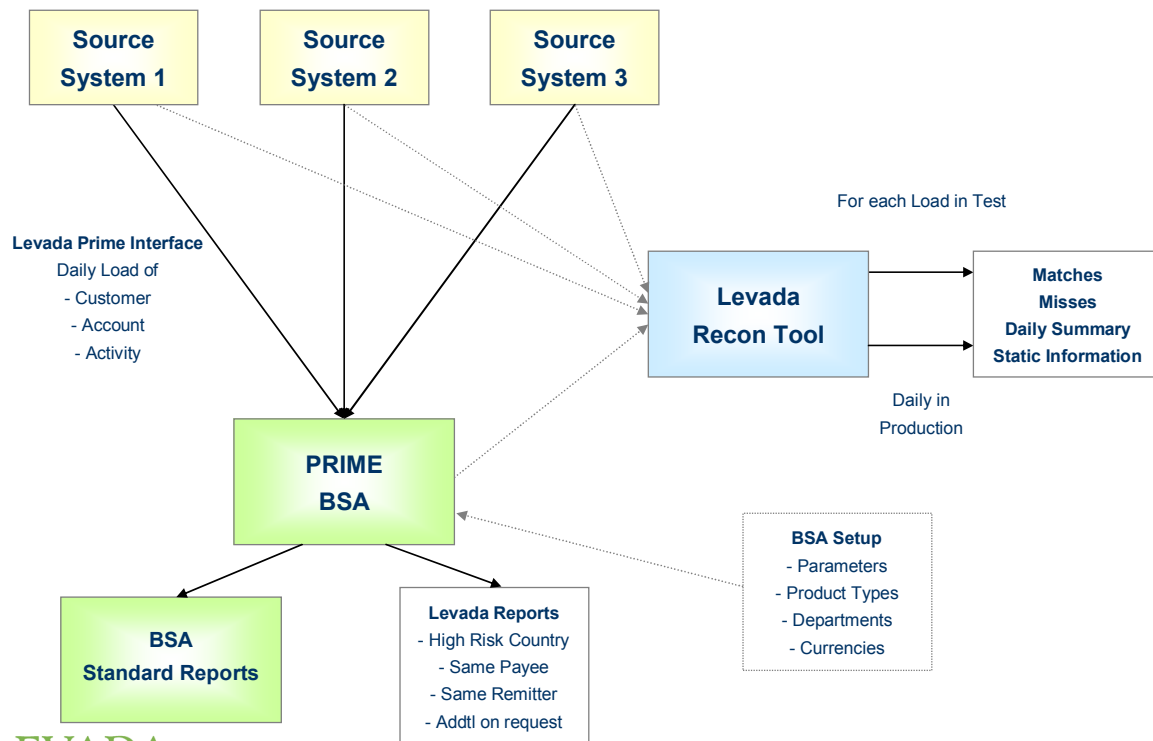 Source
System 1
Source
System 2
Source
System 3
For each Load in Test
Levada Prime Interface
Daily Load of
- Customer
- Account
- Activity
Levada
Recon Tool
Matches
Misses
Daily Summary
Static Information
Daily in
Production
PRIME
BSA
BSA Setup
- Parameters
- Product Types
- Departments
- Currencies
BSA
Standard Reports
Levada Reports
- High Risk Country
- Same Payee
- Same Remitter
- Addtl on request